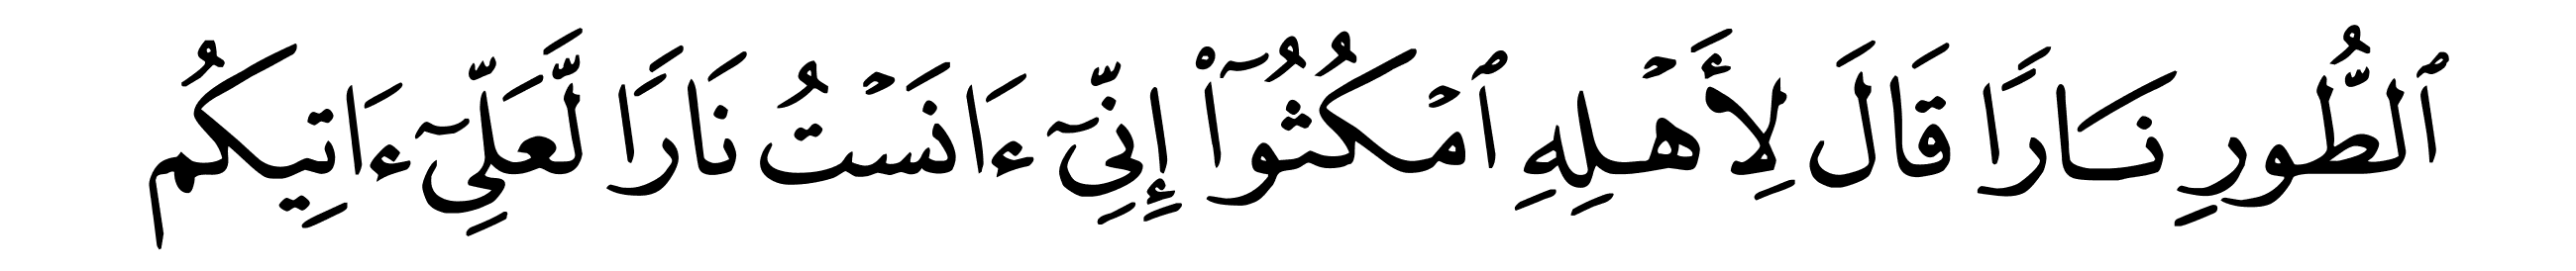 ٱلطُّورِ نَارًا قَالَ لِأَهۡلِهِ ٱمۡكُثُوٓاْ إِنِّيٓ ءَانَسۡتُ نَارًا لَّعَلِّيٓ ءَاتِيكُم